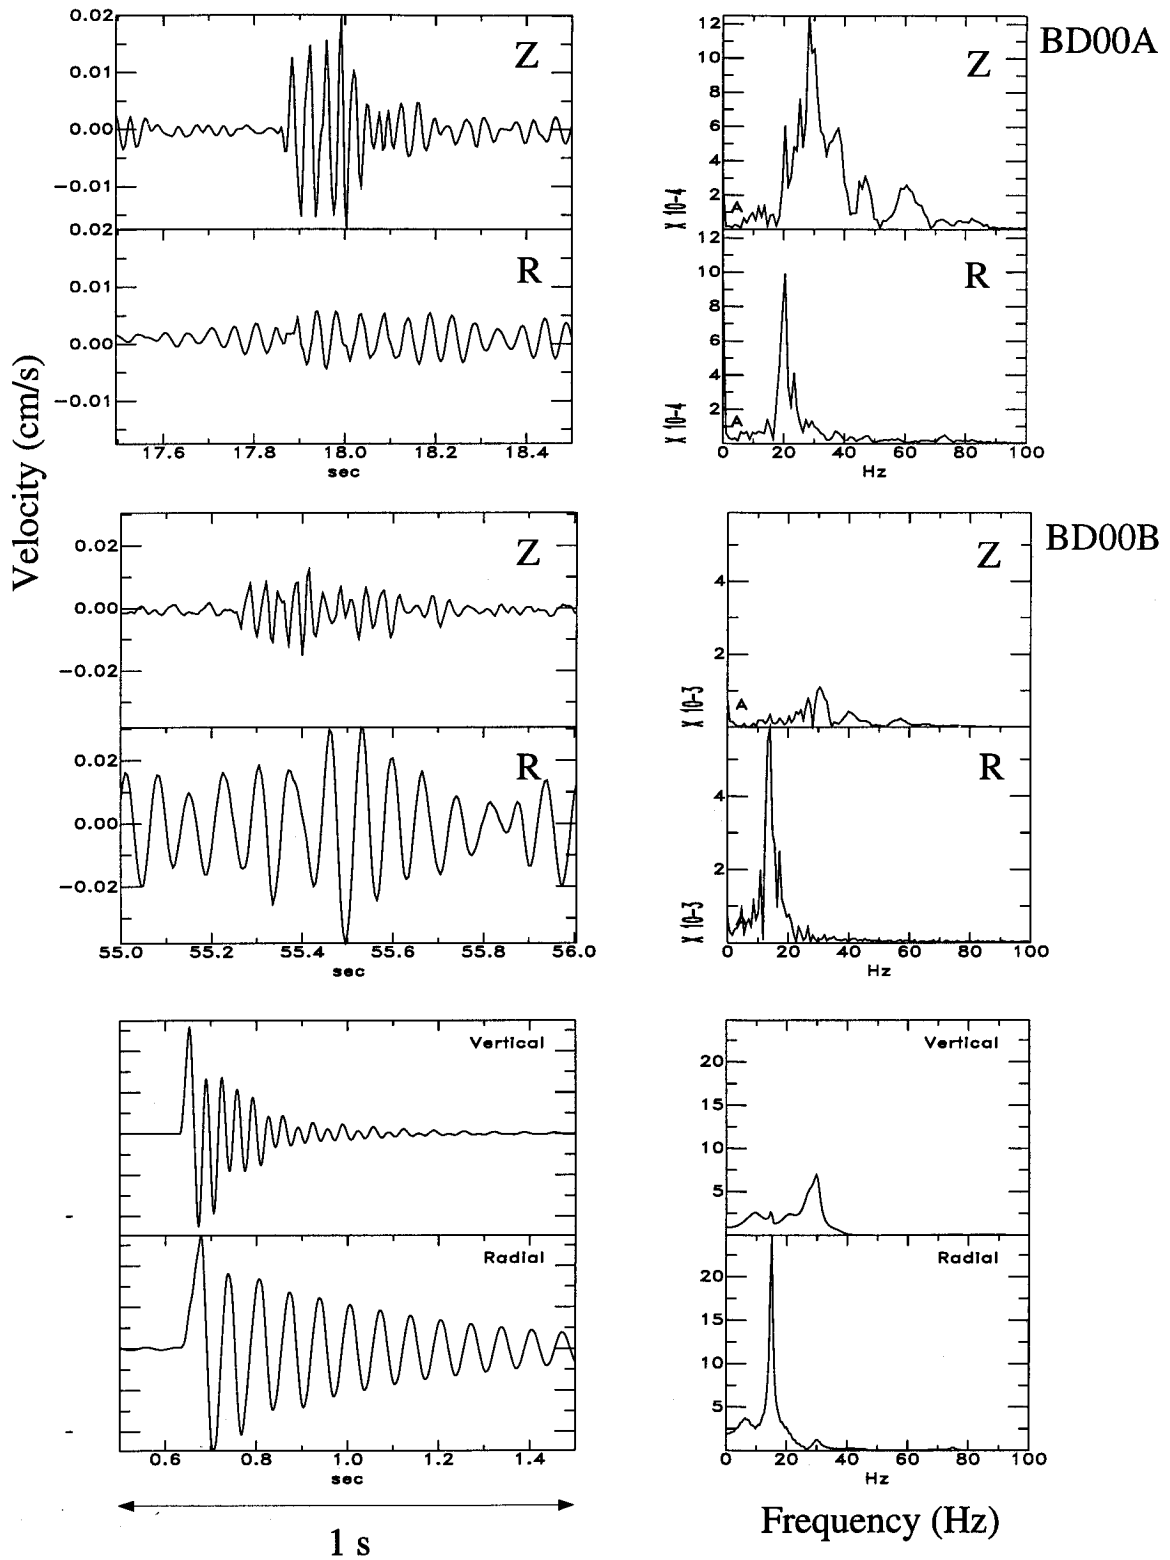 BD00A
Z
0.02
0.01
0.00
−0.01
0.02
R
0.01
0.00
−0.01
17.6 17.8 18.0 18.2 18.4
sec
Z
12
10
8
6
4
2
X 10−4
A
R
12
10
8
6
4
2
X 10−4
A
0 20 40 60 80 100
Hz
Velocity (cm/s)
BD00B
Z
0.02
0.00
−0.02
R
0.02
0.00
−0.02
55.0 55.2 55.4 55.6 55.8 56.0
sec
Z
4
2
X 10−3
A
R
4
2
X 10−3
A
0 20 40 60 80 100
Hz
Vertical
Radial
0.6 0.8 1.0 1.2 1.4
sec
1 s
Vertical
20
15
10
5
Radial
20
15
10
5
0 20 40 60 80 100
Hz
Frequency (Hz)